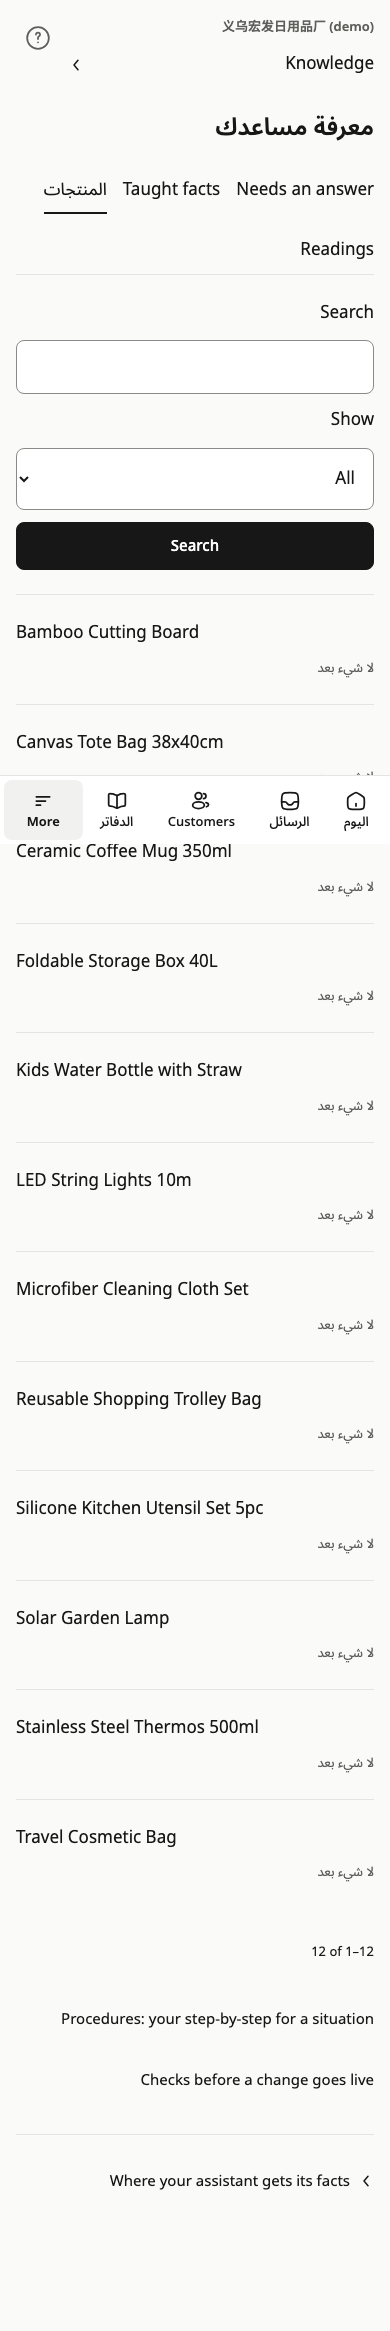 义乌宏发日用品厂 (demo)
Knowledge
معرفة مساعدك
Needs an answer
Taught facts
المنتجات
Readings
Search
Show
All
Search
Bamboo Cutting Board
لا شيء بعد
Canvas Tote Bag 38x40cm
اليوم
الرسائل
Customers
الدفاتر
More
Ceramic Coffee Mug 350ml
لا شيء بعد
Foldable Storage Box 40L
لا شيء بعد
Kids Water Bottle with Straw
لا شيء بعد
LED String Lights 10m
لا شيء بعد
Microfiber Cleaning Cloth Set
لا شيء بعد
Reusable Shopping Trolley Bag
لا شيء بعد
Silicone Kitchen Utensil Set 5pc
لا شيء بعد
Solar Garden Lamp
لا شيء بعد
Stainless Steel Thermos 500ml
لا شيء بعد
Travel Cosmetic Bag
لا شيء بعد
12 of 1–12
Procedures: your step-by-step for a situation
Checks before a change goes live
Where your assistant gets its facts